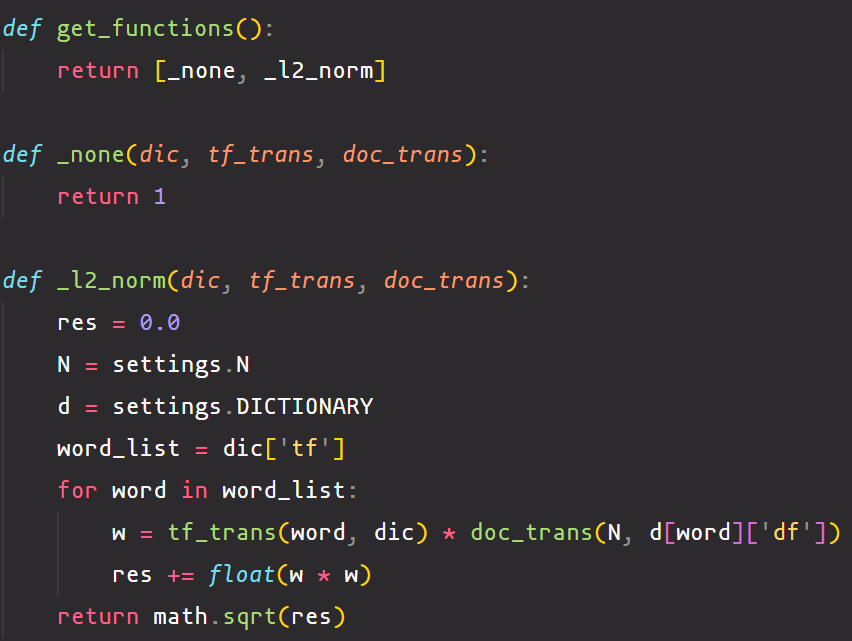 def get_functions():
    return [_none, _l2_norm]
def _none(dic, tf_trans, doc_trans):
    return 1
def _l2_norm(dic, tf_trans, doc_trans):
    res = 0.0
    N = settings.N
    d = settings.DICTIONARY
    word_list = dic['tf']
    for word in word_list:
        w = tf_trans(word, dic) * doc_trans(N, d[word]['df'])
        res += float(w * w)
    return math.sqrt(res)